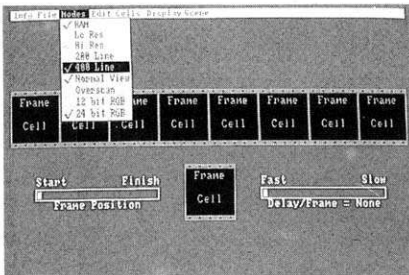 Info File Modes Edit Cells Display Scene
RAM
Lo Res
Hi Res
200 Line
400 Line
Normal View
Overscan
12 bit RGB
24 bit RGB
Frame Frame Frame Frame Frame Frame Frame Frame
Cell Cell Cell Cell Cell Cell Cell Cell
Start Finish
Frame Position
Frame
Cell
Fast Slow
Delay/Frame = None